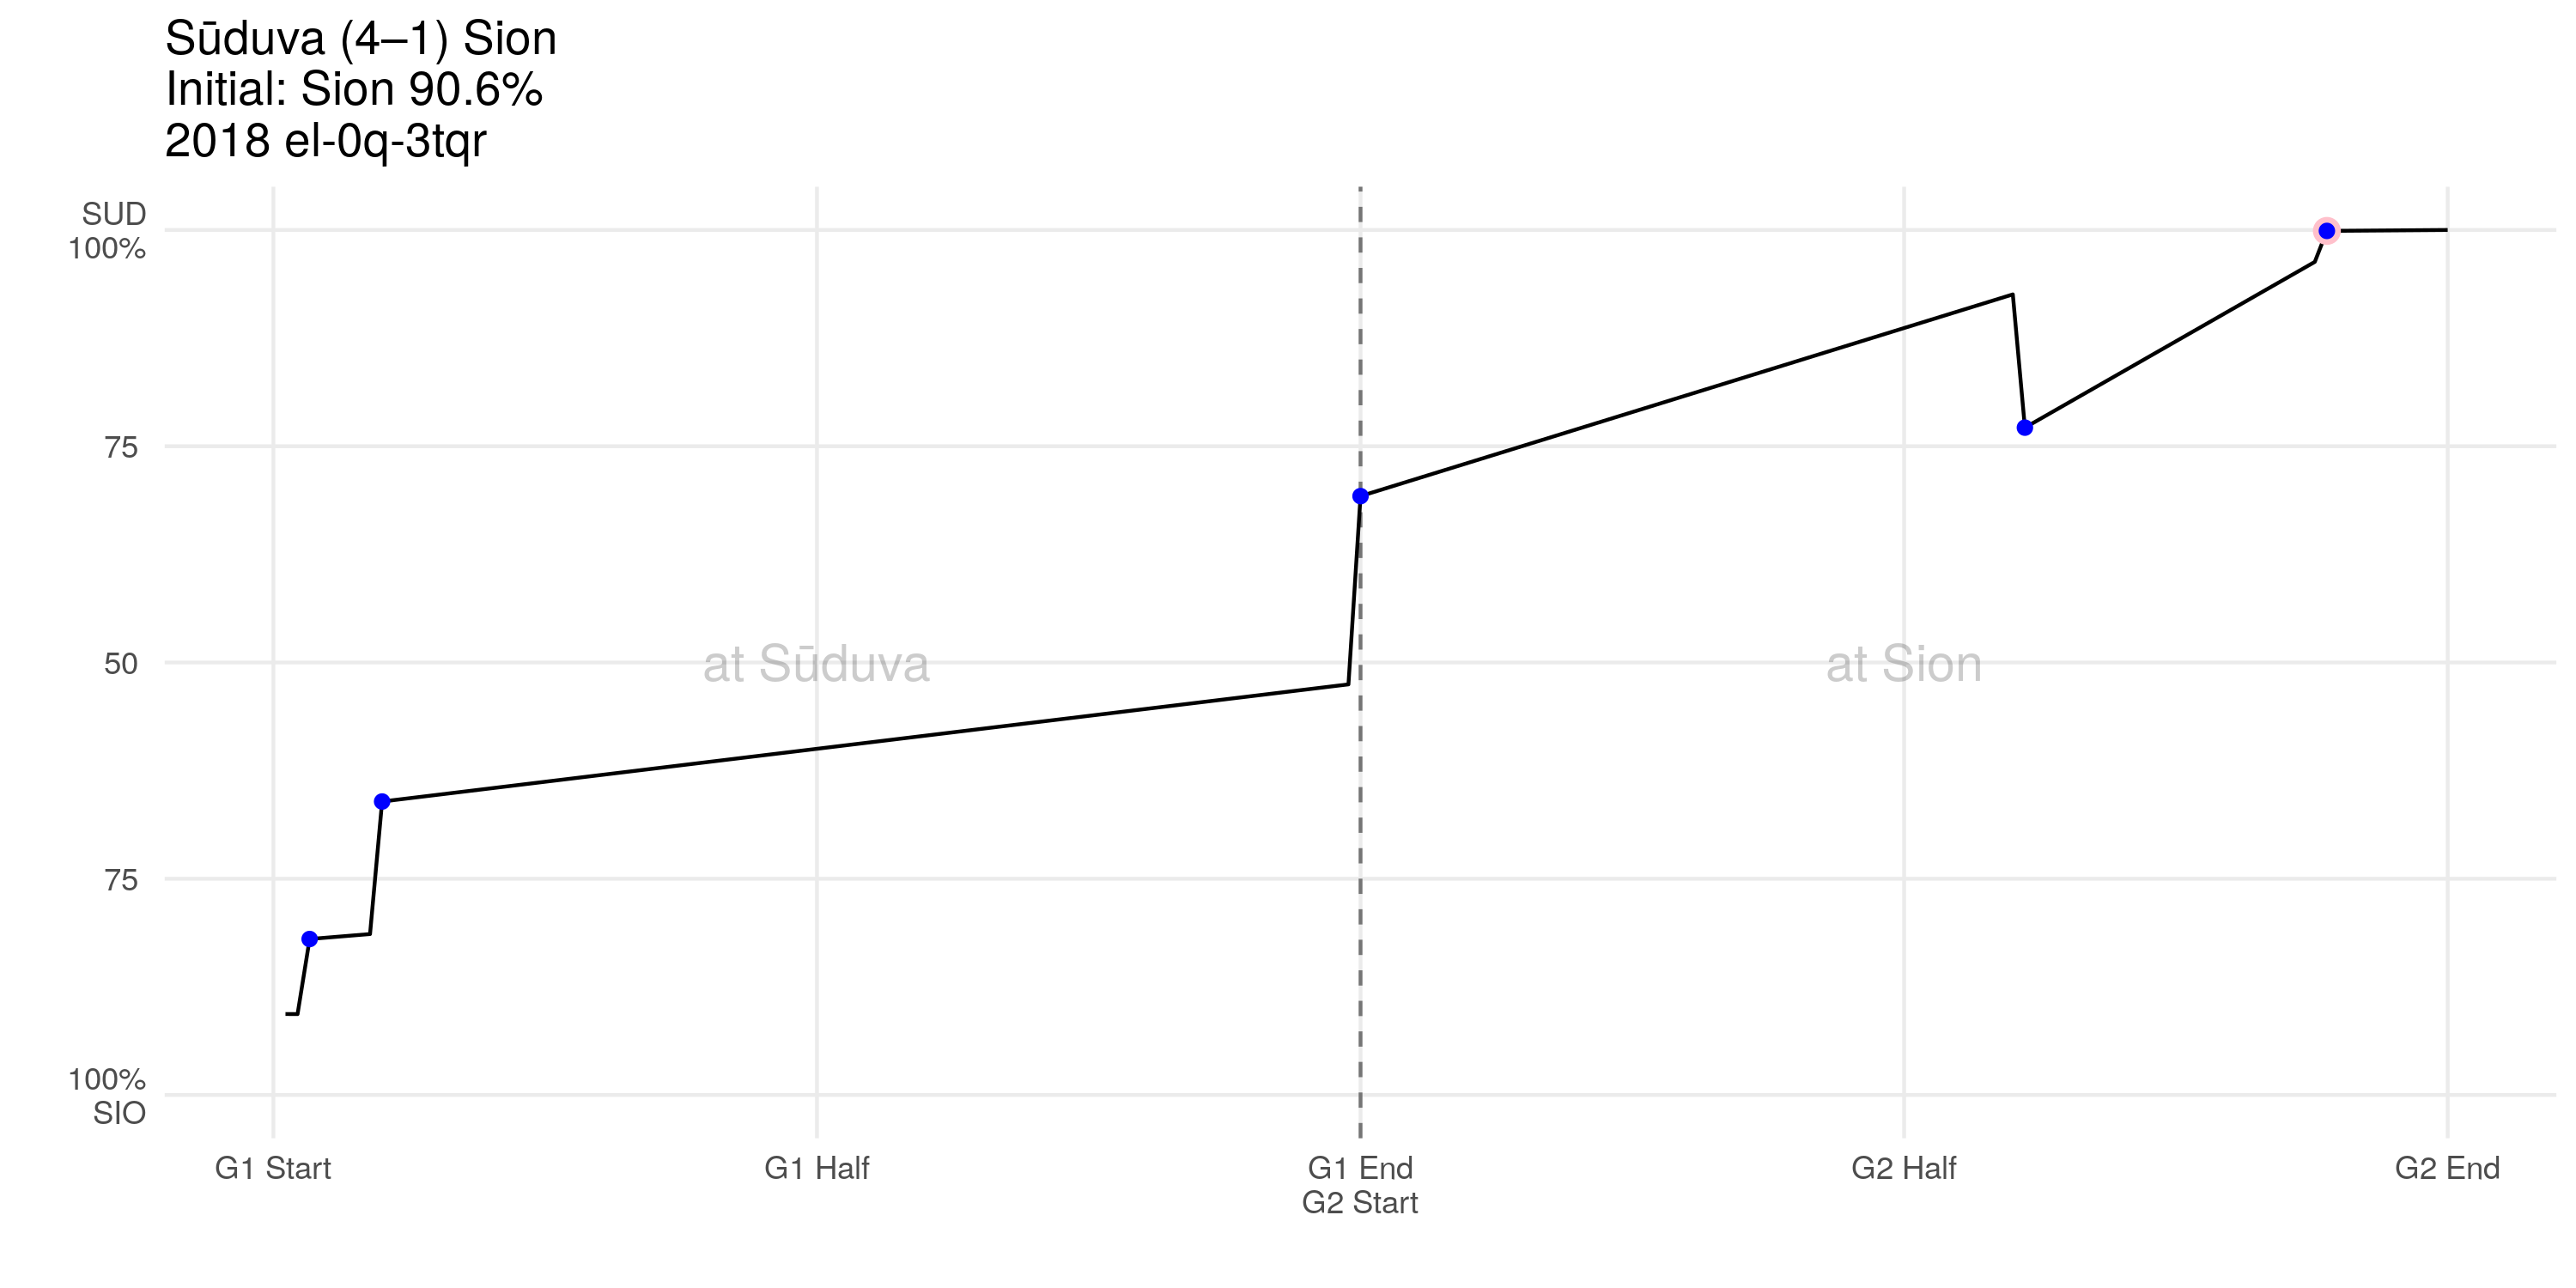 Sūduva (4–1) Sion
Initial: Sion 90.6%
2018 el-0q-3tqr
SUD
100%
75
50
75
100%
SIO
at Sūduva
at Sion
G1 Start
G1 Half
G1 End
G2 Start
G2 Half
G2 End